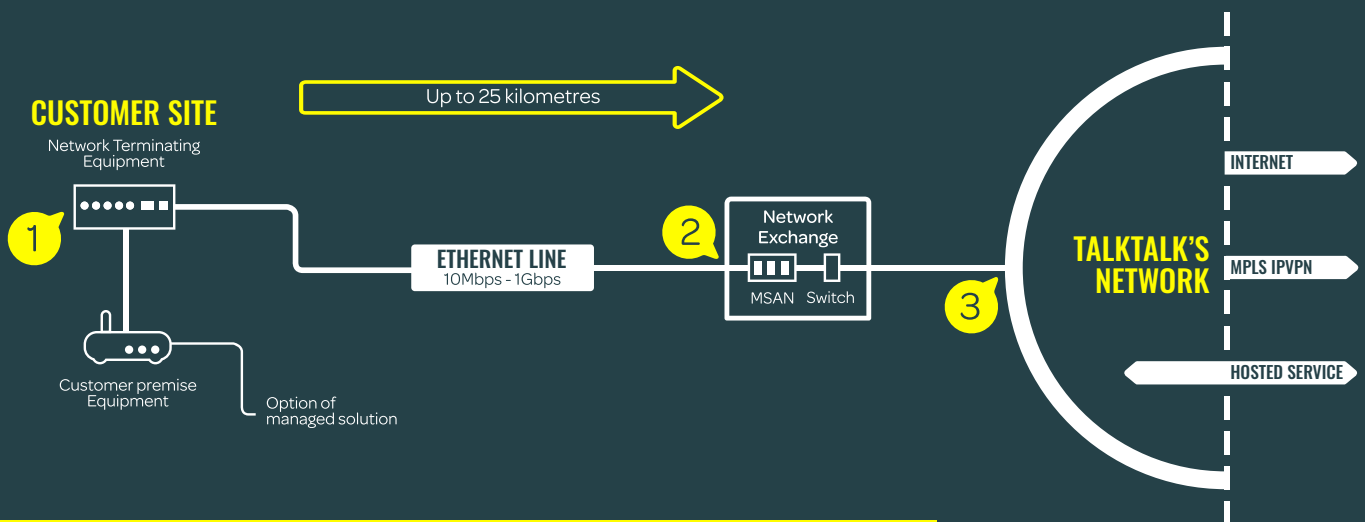 Up to 25 kilometres
CUSTOMER SITE
Network Terminating
Equipment
1
ETHERNET LINE
10Mbps - 1Gbps
2
Network
Exchange
MSAN Switch
3
TALKTALK'S
NETWORK
INTERNET
MPLS IPVPN
HOSTED SERVICE
Customer premise
Equipment
Option of
managed solution